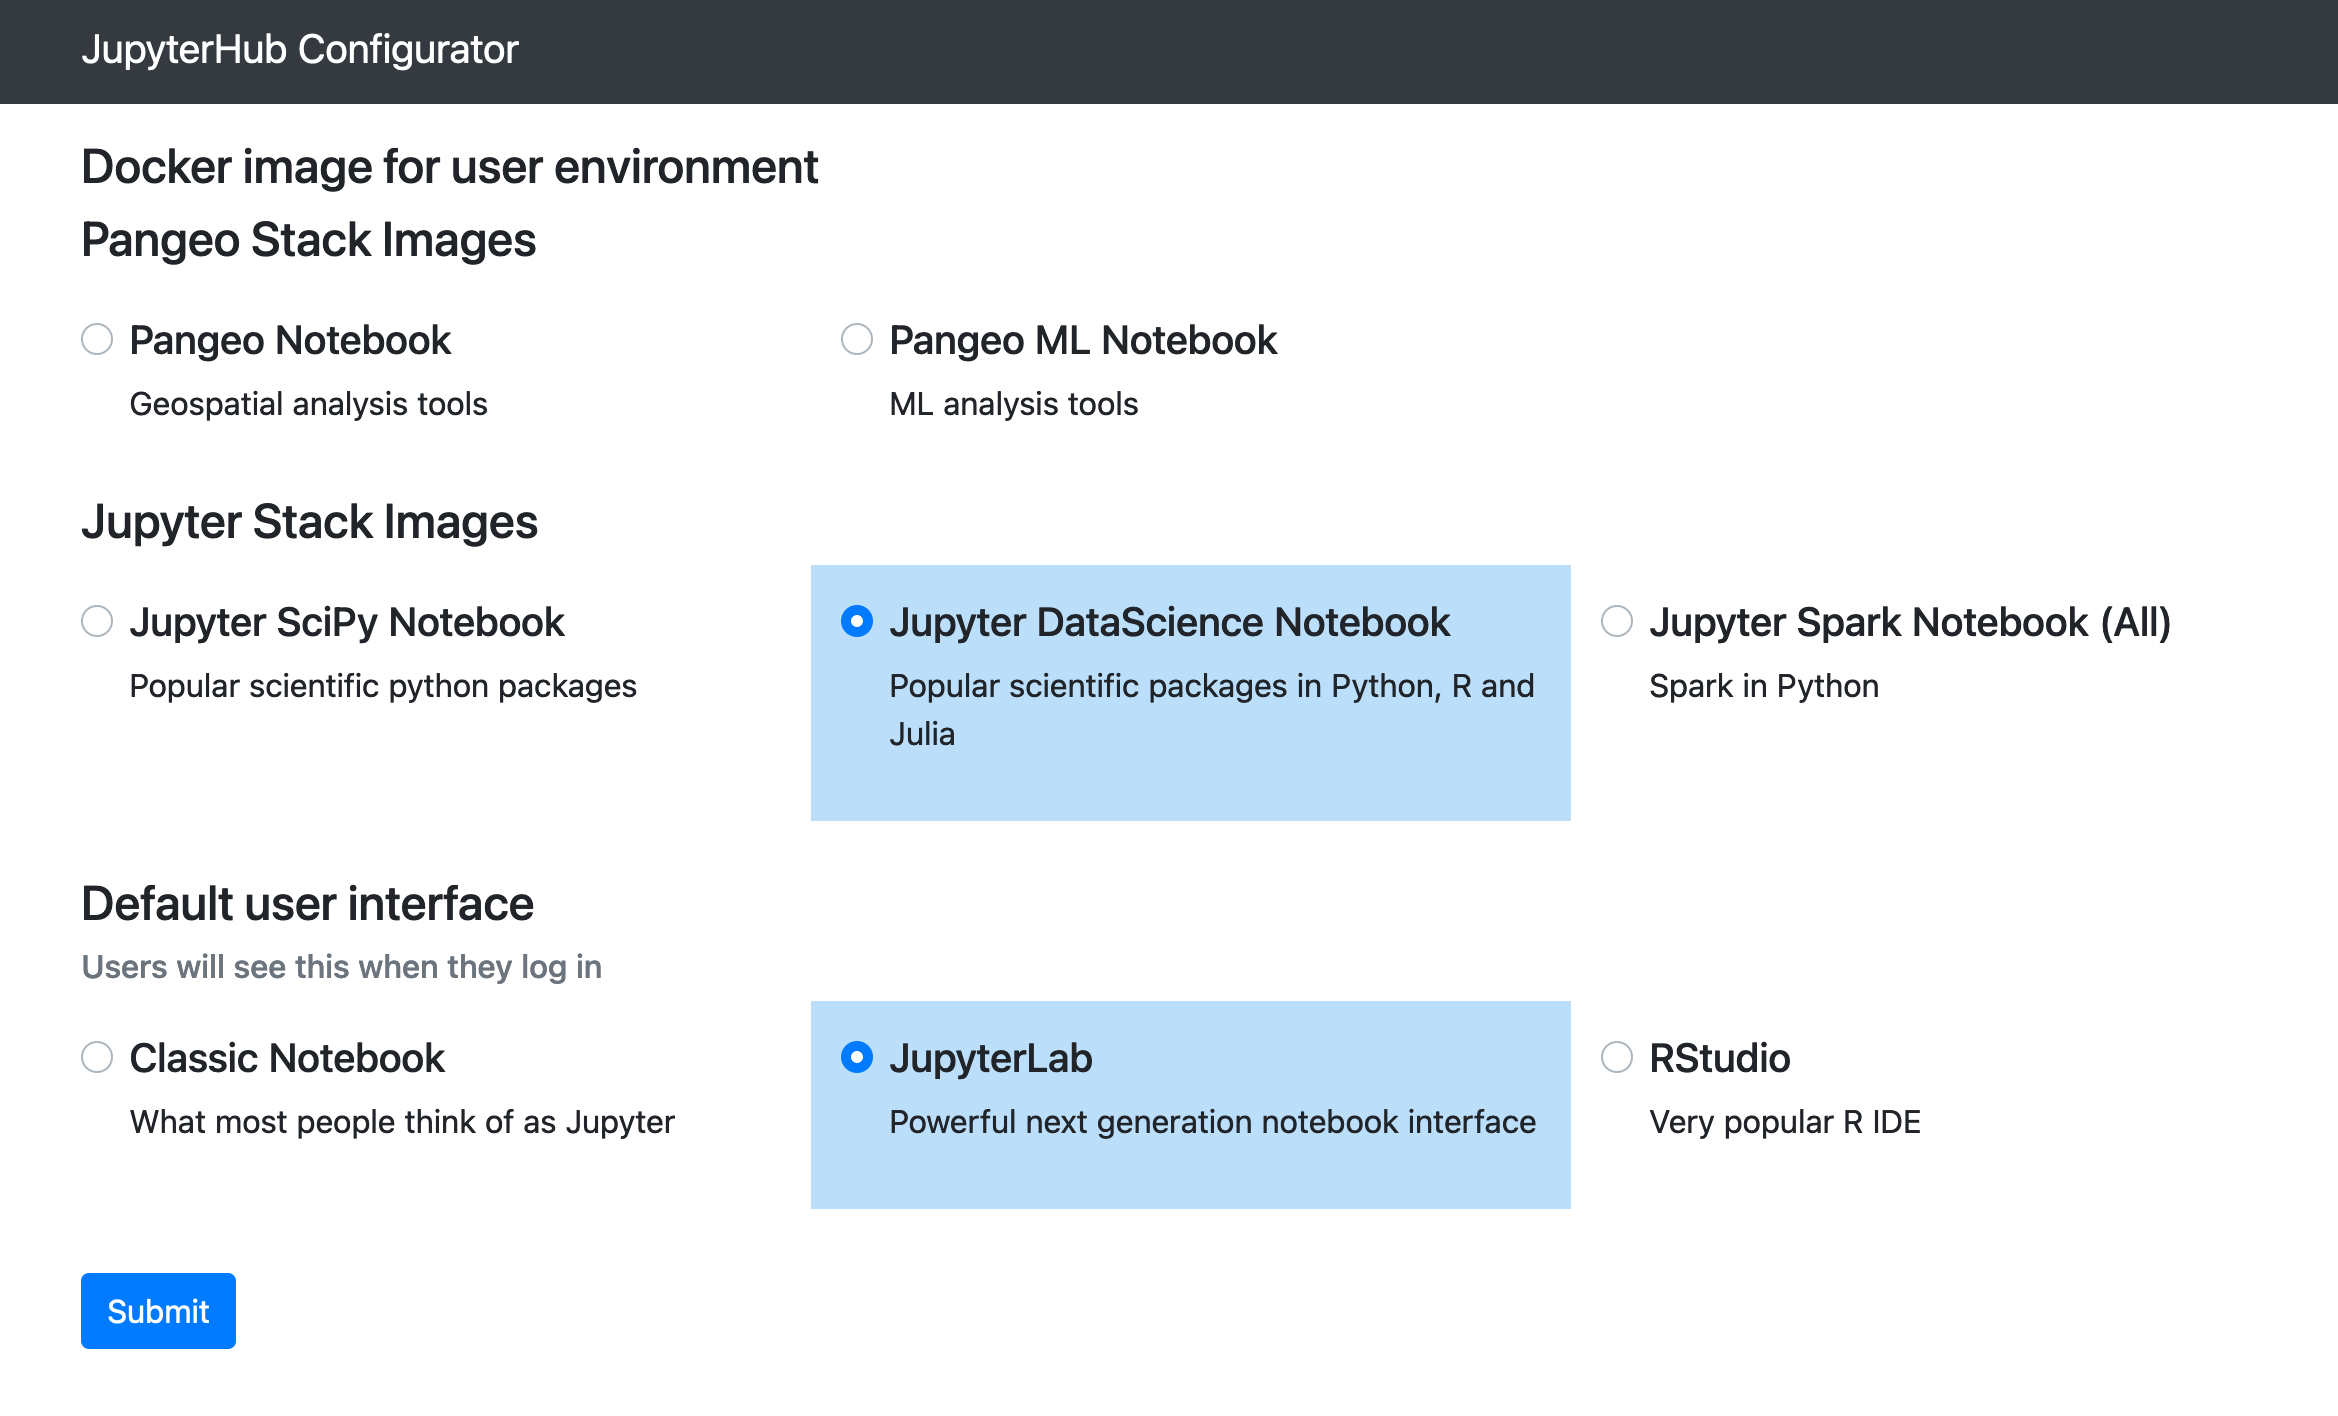 JupyterHub Configurator
Docker image for user environment
Pangeo Stack Images
Pangeo Notebook
Geospatial analysis tools
Pangeo ML Notebook
ML analysis tools
Jupyter Stack Images
Jupyter SciPy Notebook
Popular scientific python packages
Jupyter DataScience Notebook
Popular scientific packages in Python, R and
Julia
Jupyter Spark Notebook (All)
Spark in Python
Default user interface
Users will see this when they log in
Classic Notebook
What most people think of as Jupyter
JupyterLab
Powerful next generation notebook interface
RStudio
Very popular R IDE
Submit